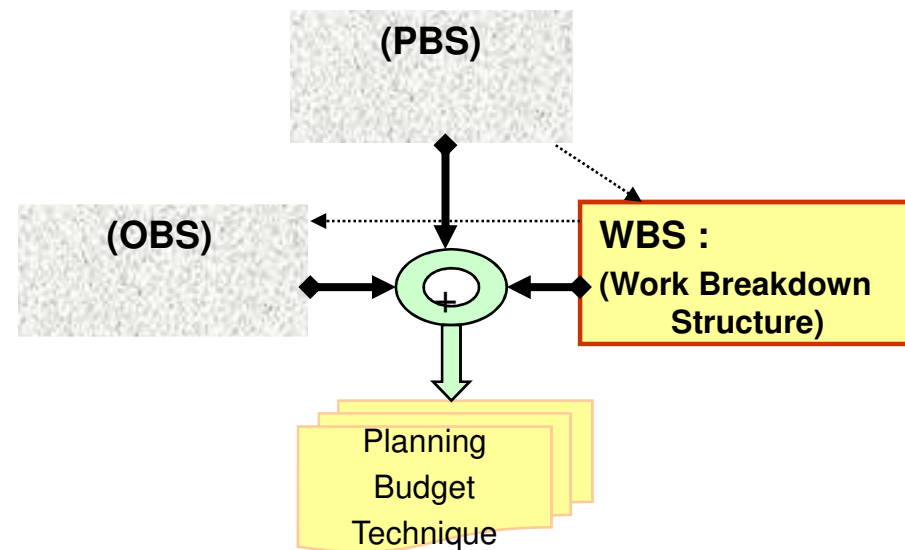 (PBS)
(OBS)
WBS :
(Work Breakdown
Structure)
+
Planning
Budget
Technique